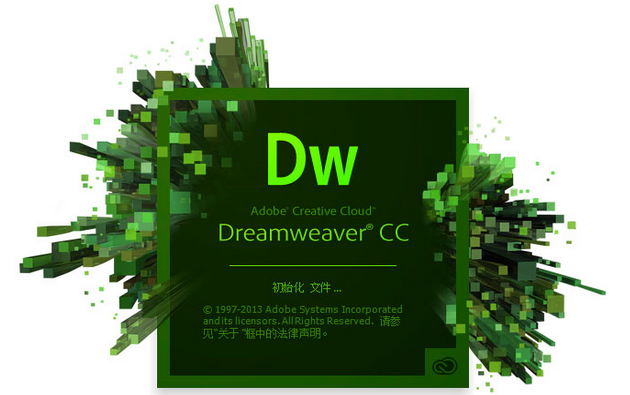 Dw
Adobe® Creative Cloud™
Dreamweaver® CC
初始化 文件...
© 1997-2013 Adobe Systems Incorporated
and its licensors. All Rights Reserved. 请参
见"关于 "框中的法律声明。